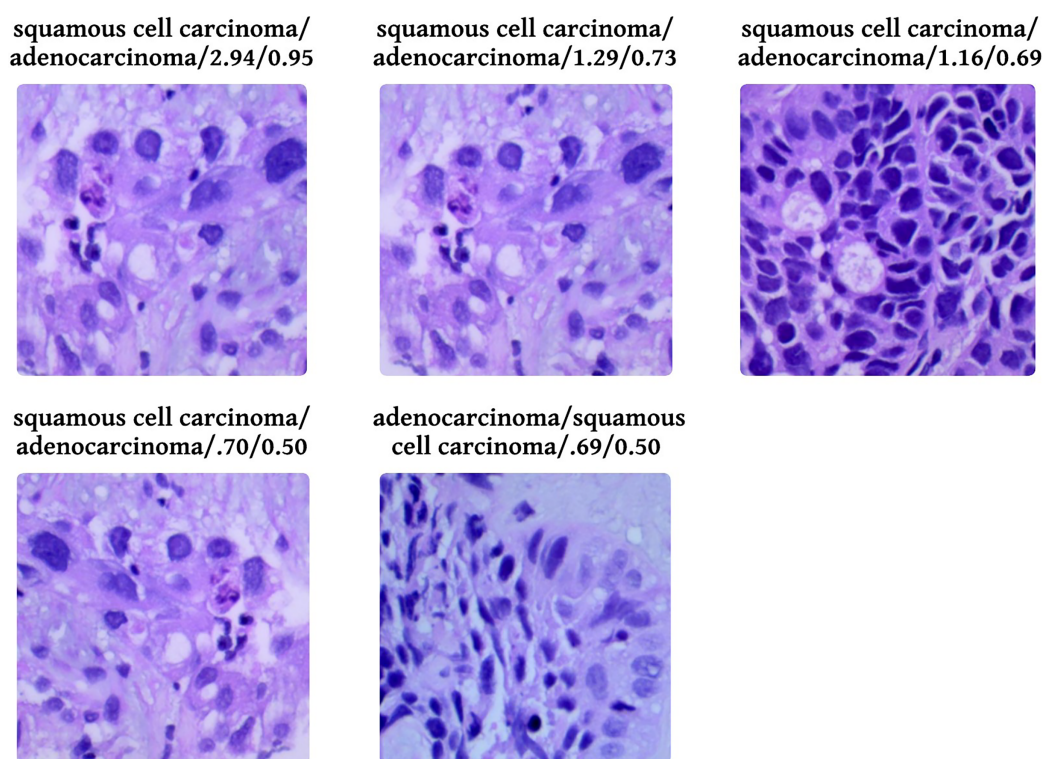 squamous cell carcinoma/
adenocarcinoma/2.94/0.95
squamous cell carcinoma/
adenocarcinoma/1.29/0.73
squamous cell carcinoma/
adenocarcinoma/1.16/0.69
squamous cell carcinoma/
adenocarcinoma/.70/0.50
adenocarcinoma/squamous
cell carcinoma/.69/0.50